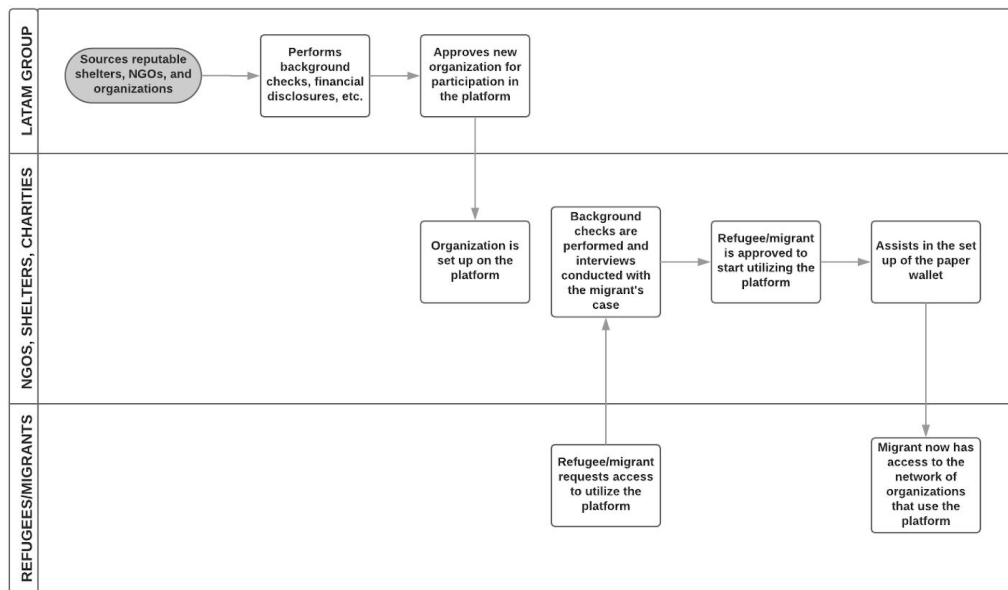 LATAM GROUP
Sources reputable
shelters, NGOs, and
organizations
Performs
background
checks, financial
disclosures, etc.
Approves new
organization for
participation in
the platform
NGOS, SHELTERS, CHARITIES
Organization is
set up on the
platform
Background
checks are
performed and
interviews
conducted with
the migrant's
case
Refugee/migrant
is approved to
start utilizing the
platform
Assists in the set
up of the paper
wallet
REFUGEES/MIGRANTS
Refugee/migrant
requests access
to utilize the
platform
Migrant now has
access to the
network of
organizations
that use the
platform